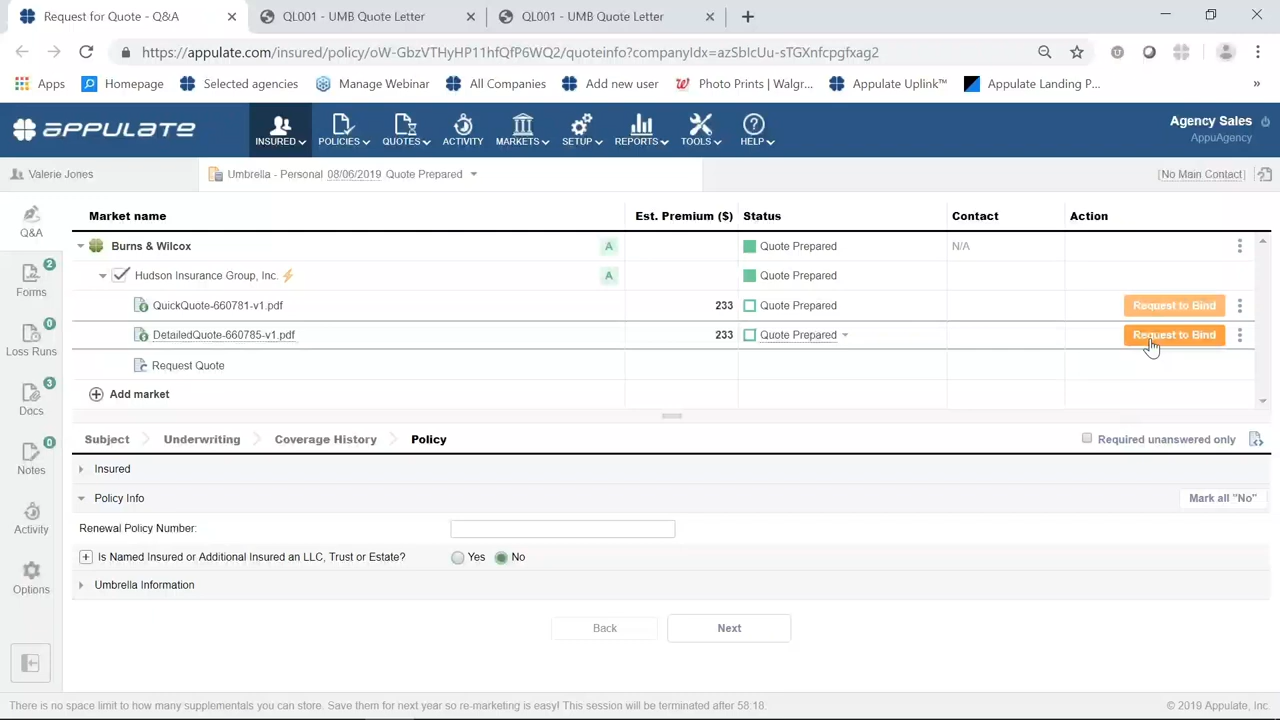 Request for Quote - Q&A
QL001 - UMB Quote Letter
QL001 - UMB Quote Letter
https://appulate.com/insured/policy/oW-GbzVTHyHP11hfQfP6WQ2/quoteinfo?companyIdx=azSblcUu-sTGXnfcpgfxag2
Apps Homepage Selected agencies Manage Webinar All Companies Add new user Photo Prints | Walgr... Appulate Uplink™ Appulate Landing P... »
APPULATE
INSURED POLICIES QUOTES ACTIVITY MARKETS SETUP REPORTS TOOLS HELP
Agency Sales
AppuAgency
Valerie Jones
Umbrella - Personal 08/06/2019 Quote Prepared
[No Main Contact]
Q&A
2
Forms
0
Loss Runs
3
Docs
0
Notes
Activity
Options
Market name Est. Premium ($) Status Contact Action
Burns & Wilcox A Quote Prepared N/A
Hudson Insurance Group, Inc. A Quote Prepared
QuickQuote-660781-v1.pdf 233 Quote Prepared Request to Bind
DetailedQuote-660785-v1.pdf 233 Quote Prepared Request to Bind
Request Quote
Add market
Subject Underwriting Coverage History Policy Required unanswered only
Insured
Policy Info Mark all "No"
Renewal Policy Number:
Is Named Insured or Additional Insured an LLC, Trust or Estate? Yes No
Umbrella Information
Back Next
There is no space limit to how many supplementals you can store. Save them for next year so re-marketing is easy! This session will be terminated after 58:18.
© 2019 Appulate, Inc.